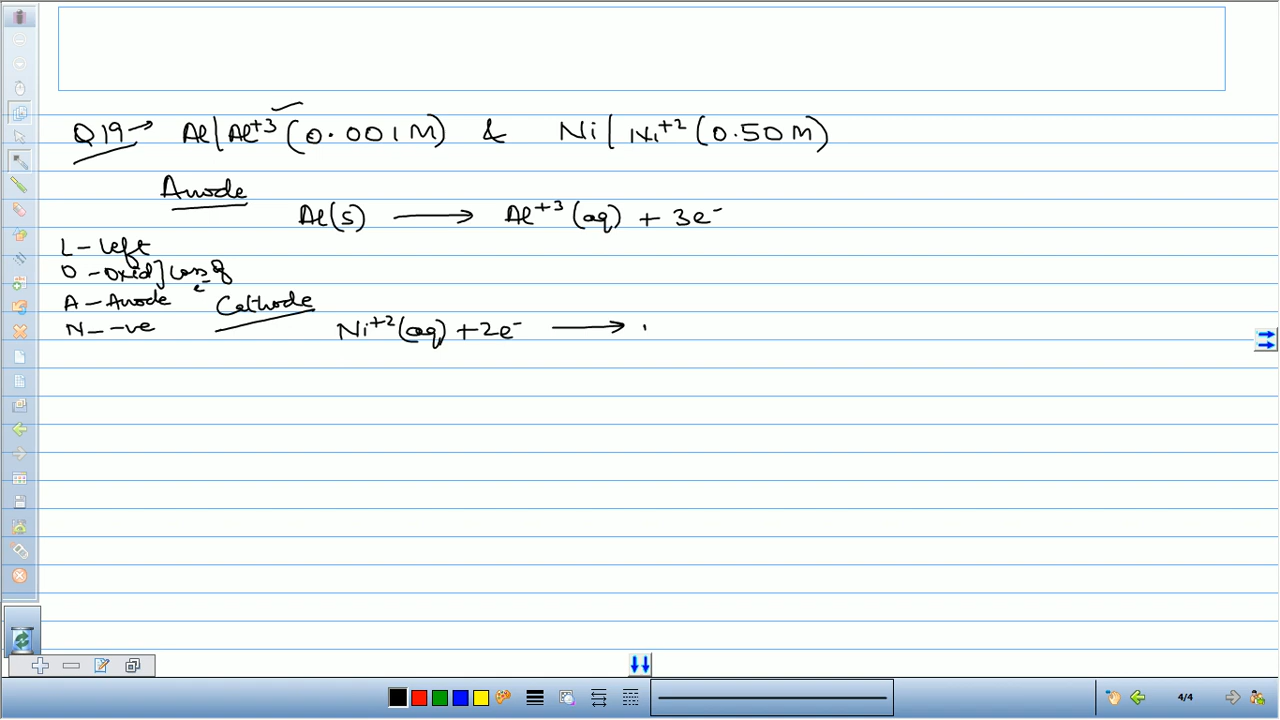 Q19→ Al|Al+3 (0.001M) & Ni|Ni+2 (0.50M)
Anode
Al(s) ⟶ Al+3 (aq) + 3e-
L - left
O - oxid] loss of e-
A - Anode
N - -ve
Cathode
Ni+2(aq) + 2e- ⟶
4/4